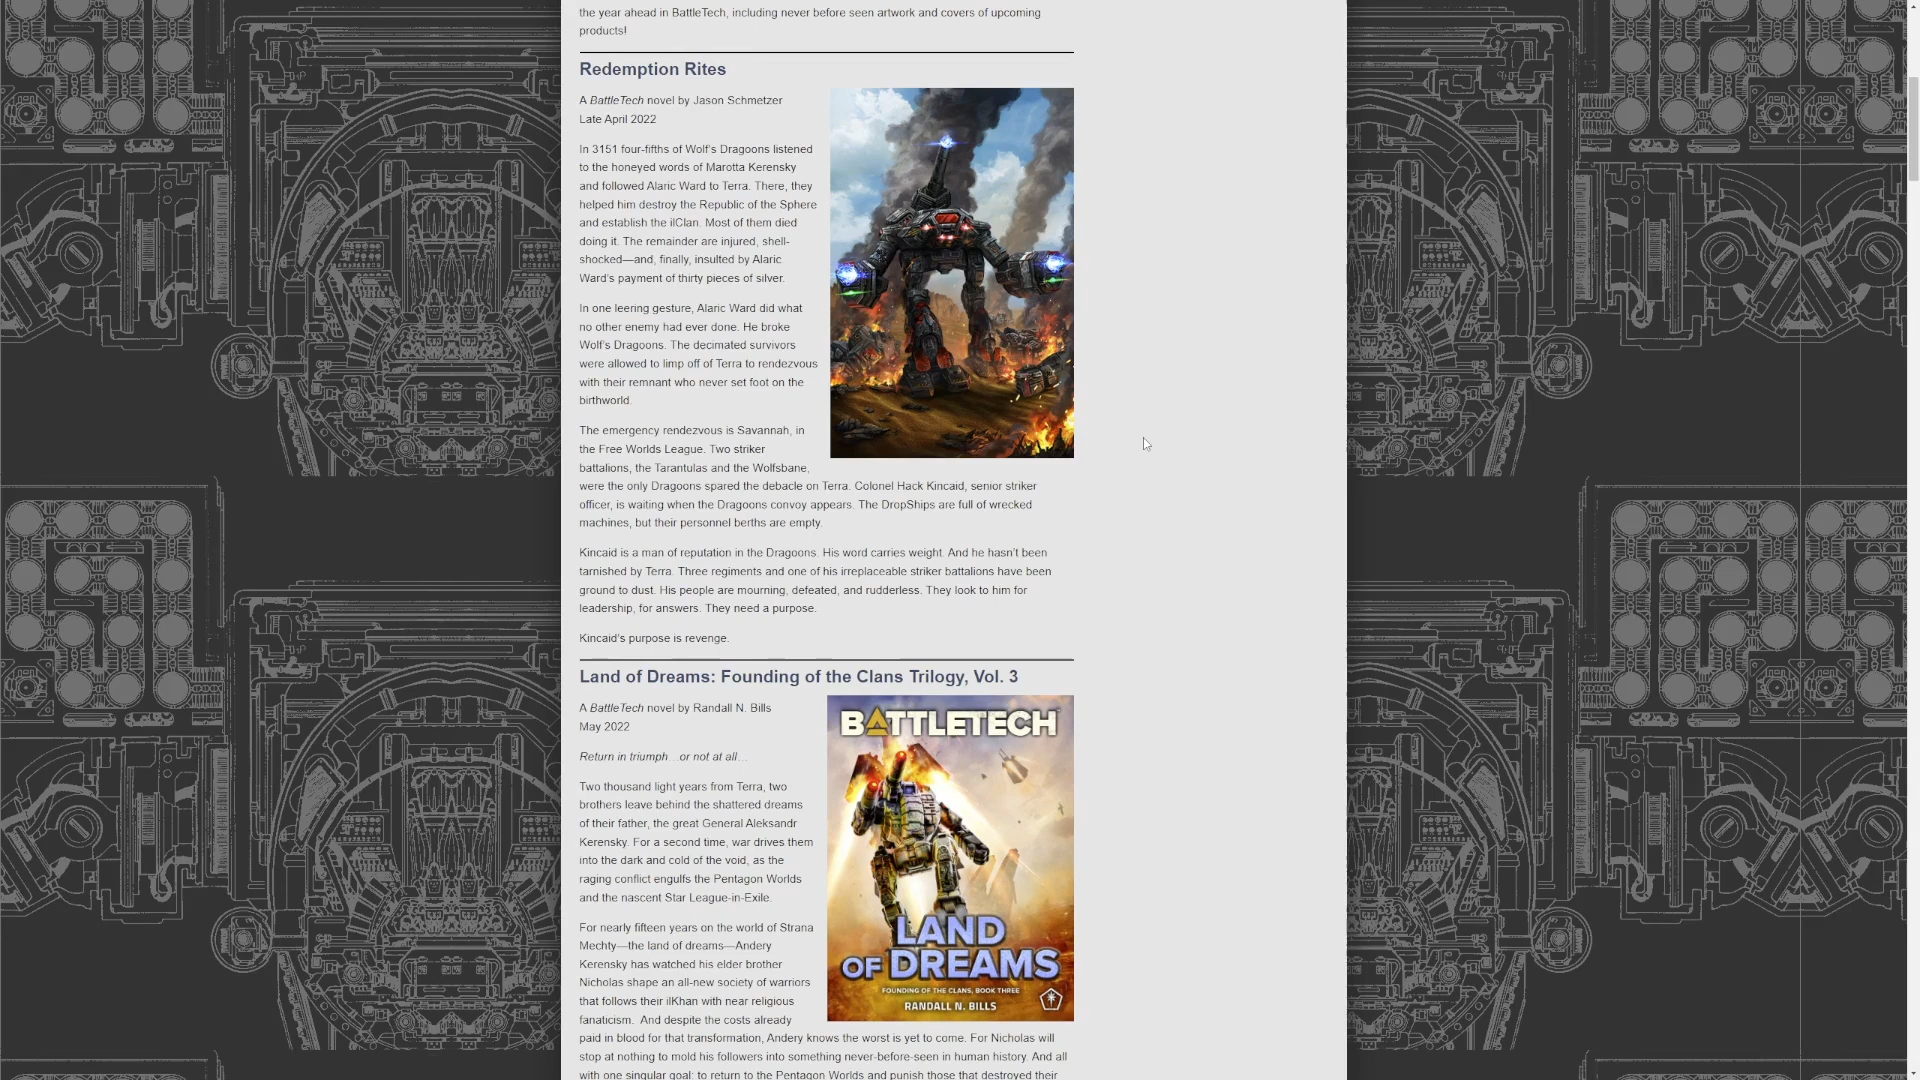 the year ahead in BattleTech, including never before seen artwork and covers of upcoming
products!
Redemption Rites
A BattleTech novel by Jason Schmetzer
Late April 2022
In 3151 four-fifths of Wolf's Dragoons listened
to the honeyed words of Marotta Kerensky
and followed Alaric Ward to Terra. There, they
helped him destroy the Republic of the Sphere
and establish the ilClan. Most of them died
doing it. The remainder are injured, shell-
shocked—and, finally, insulted by Alaric
Ward's payment of thirty pieces of silver.
In one leering gesture, Alaric Ward did what
no other enemy had ever done. He broke
Wolf's Dragoons. The decimated survivors
were allowed to limp off of Terra to rendezvous
with their remnant who never set foot on the
birthworld.
The emergency rendezvous is Savannah, in
the Free Worlds League. Two striker
battalions, the Tarantulas and the Wolfsbane,
were the only Dragoons spared the debacle on Terra. Colonel Hack Kincaid, senior striker
officer, is waiting when the Dragoons convoy appears. The DropShips are full of wrecked
machines, but their personnel berths are empty.
Kincaid is a man of reputation in the Dragoons. His word carries weight. And he hasn't been
tarnished by Terra. Three regiments and one of his irreplaceable striker battalions have been
ground to dust. His people are mourning, defeated, and rudderless. They look to him for
leadership, for answers. They need a purpose.
Kincaid's purpose is revenge.
Land of Dreams: Founding of the Clans Trilogy, Vol. 3
A BattleTech novel by Randall N. Bills
May 2022
Return in triumph…or not at all…
Two thousand light years from Terra, two
brothers leave behind the shattered dreams
of their father, the great General Aleksandr
Kerensky. For a second time, war drives them
into the dark and cold of the void, as the
raging conflict engulfs the Pentagon Worlds
and the nascent Star League-in-Exile.
For nearly fifteen years on the world of Strana
Mechty—the land of dreams—Andery
Kerensky has watched his elder brother
Nicholas shape an all-new society of warriors
that follows their ilKhan with near religious
fanaticism. And despite the costs already
paid in blood for that transformation, Andery knows the worst is yet to come. For Nicholas will
stop at nothing to mold his followers into something never-before-seen in human history. And all
with one singular goal: to return to the Pentagon Worlds and punish those that destroyed their
BATTLETECH
LAND
OF DREAMS
FOUNDING OF THE CLANS, BOOK THREE
RANDALL N. BILLS